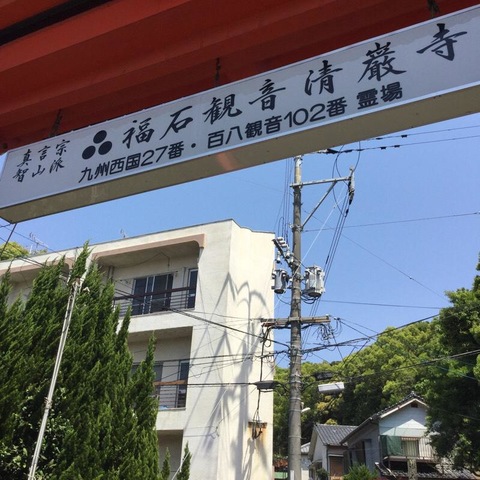 真言宗
智山派
福石観音清巌寺
九州西国27番・百八観音102番 霊場